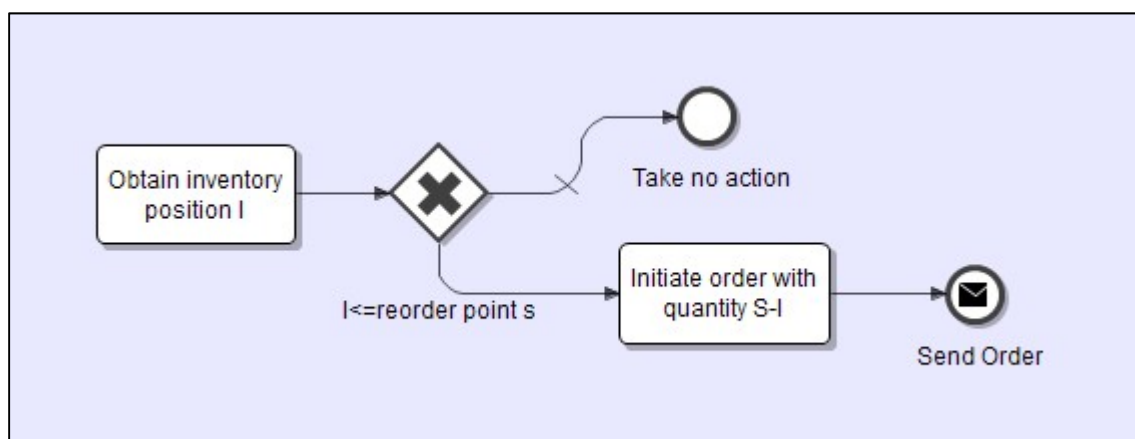 Obtain inventory
position I
Take no action
I<=reorder point s
Initiate order with
quantity S-I
Send Order